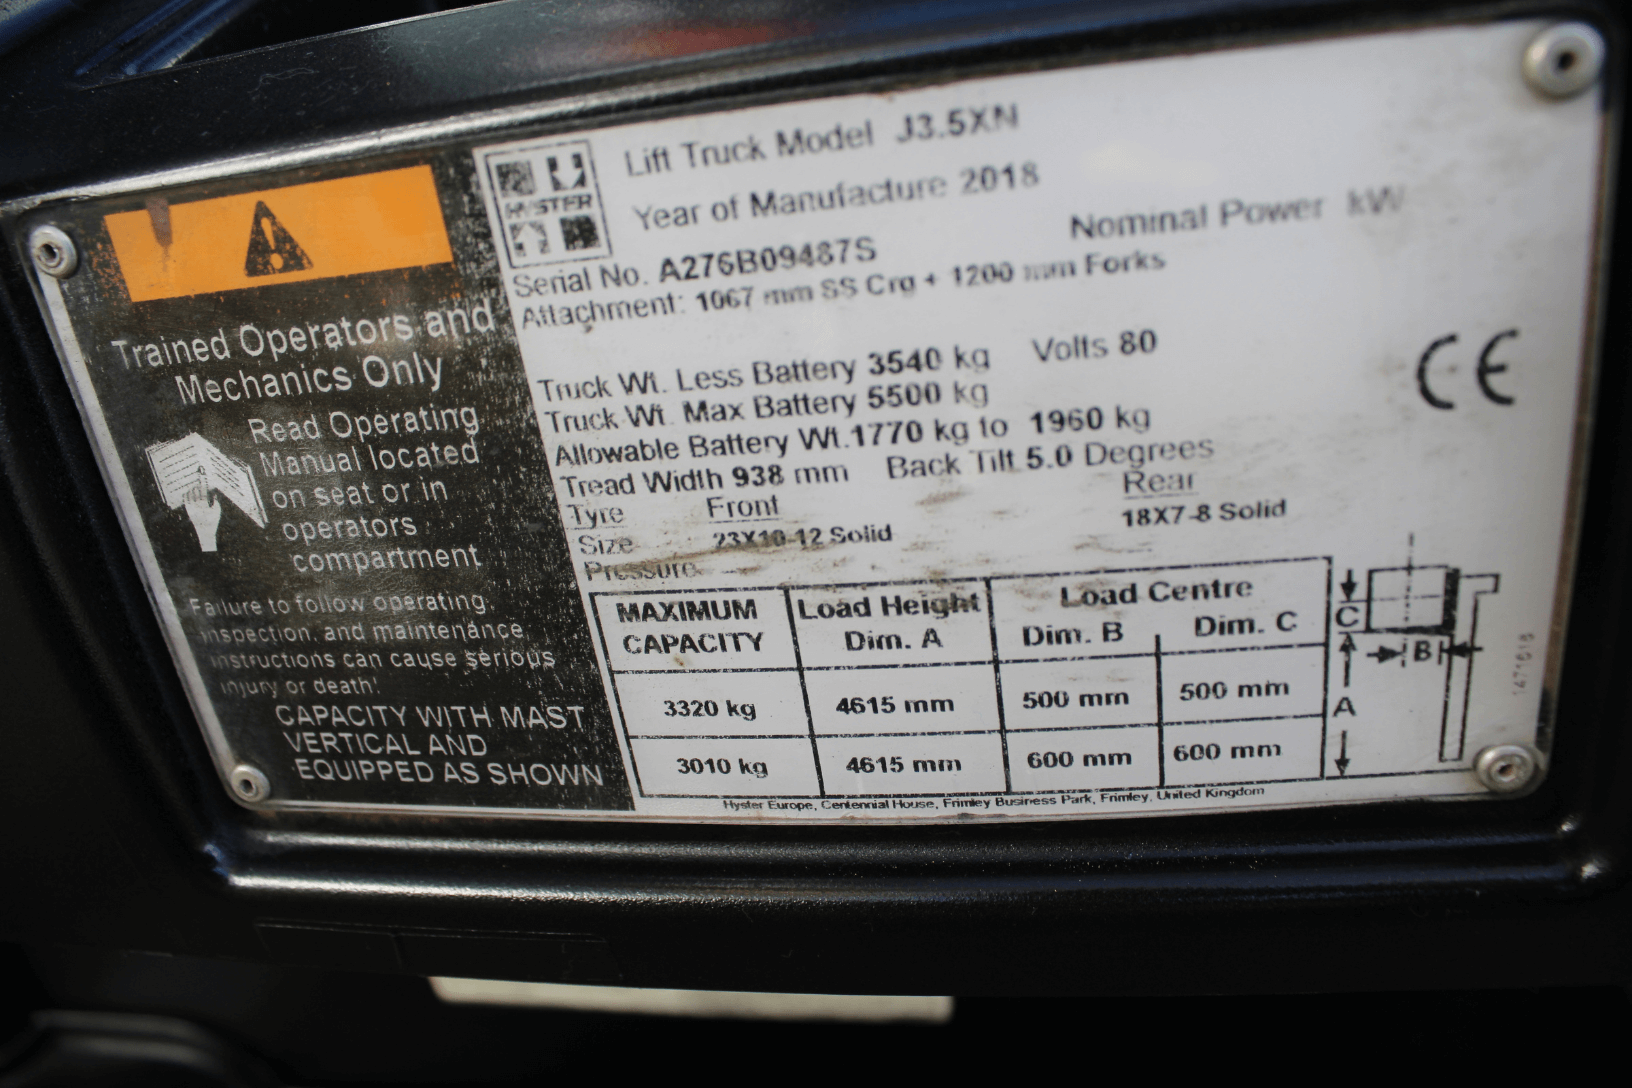 HYSTER
Lift Truck Model J3.5XN
Year of Manufacture 2018
Nominal Power kW
Serial No. A276B09487S
Attachment: 1067 mm SS Crg + 1200 mm Forks
Truck Wt. Less Battery 3540 kg Volts 80
Truck Wt. Max Battery 5500 kg
Allowable Battery Wt.1770 kg to 1960 kg
Tread Width 938 mm Back Tilt 5.0 Degrees
Tyre Front Rear
Size 23X10-12 Solid 18X7-8 Solid
Pressure
CE
Trained Operators and
Mechanics Only
Read Operating
Manual located
on seat or in
operators
compartment
Failure to follow operating,
inspection, and maintenance
instructions can cause serious
injury or death!
CAPACITY WITH MAST
VERTICAL AND
EQUIPPED AS SHOWN
MAXIMUM CAPACITY Load Height Dim. A Load Centre
Dim. B Dim. C
3320 kg 4615 mm 500 mm 500 mm
3010 kg 4615 mm 600 mm 600 mm
C
B
A
Hyster Europe, Centennial House, Frimley Business Park, Frimley, United Kingdom